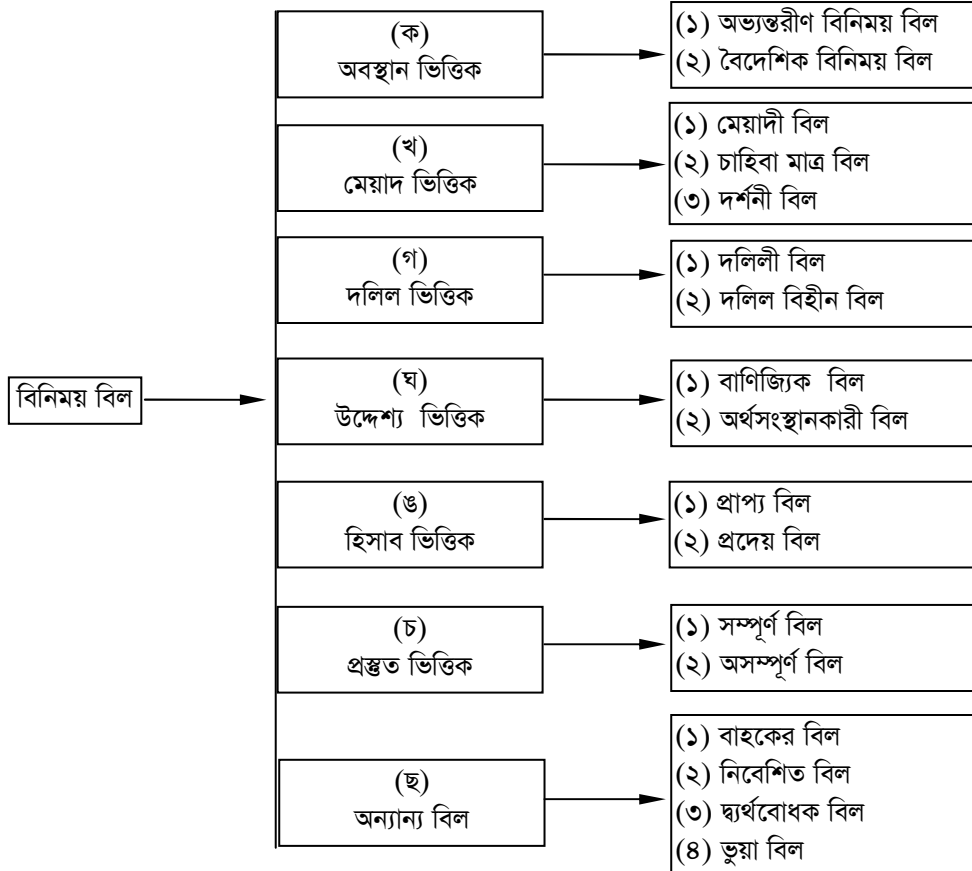 বিনিময় বিল
(ক)
অবস্থান ভিত্তিক
(১) অভ্যন্তরীণ বিনিময় বিল
(২) বৈদেশিক বিনিময় বিল
(খ)
মেয়াদ ভিত্তিক
(১) মেয়াদী বিল
(২) চাহিবা মাত্র বিল
(৩) দর্শনী বিল
(গ)
দলিল ভিত্তিক
(১) দলিলী বিল
(২) দলিল বিহীন বিল
(ঘ)
উদ্দেশ্য ভিত্তিক
(১) বাণিজ্যিক বিল
(২) অর্থসংস্থানকারী বিল
(ঙ)
হিসাব ভিত্তিক
(১) প্রাপ্য বিল
(২) প্রদেয় বিল
(চ)
প্রস্তুত ভিত্তিক
(১) সম্পূর্ণ বিল
(২) অসম্পূর্ণ বিল
(ছ)
অন্যান্য বিল
(১) বাহকের বিল
(২) নিবেশিত বিল
(৩) দ্ব্যর্থবোধক বিল
(৪) ভুয়া বিল